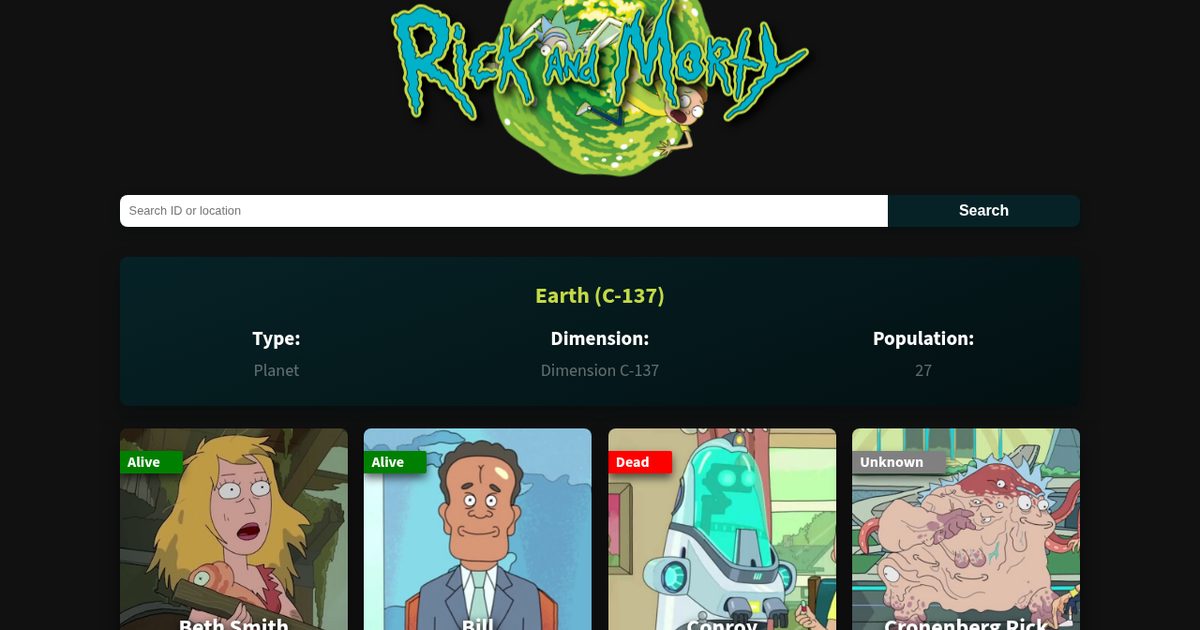 Rick and Morty
Search ID or location
Search
Earth (C-137)
Type:
Dimension:
Population:
Planet
Dimension C-137
27
Alive
Alive
Dead
Unknown
Beth Smith
Bill
Conroy
Cronenberg Rick